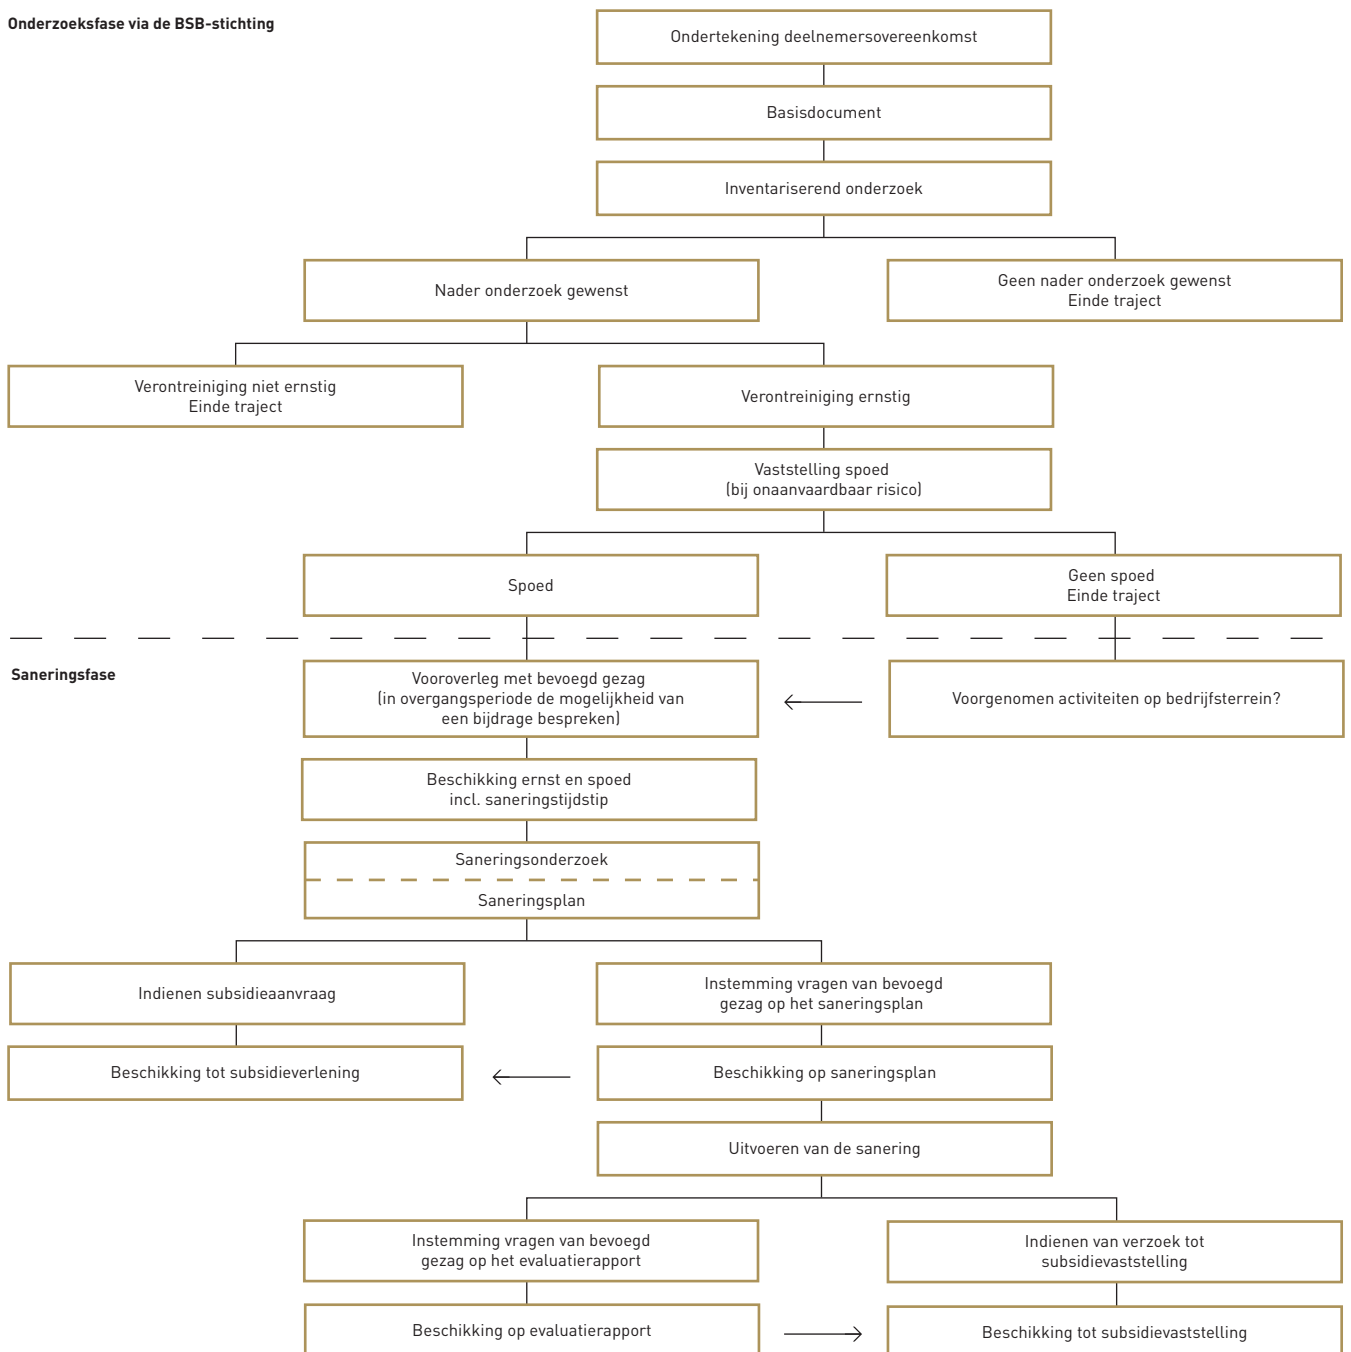 Onderzoeksfase via de BSB-stichting
Ondertekening deelnemersovereenkomst
Basisdocument
Inventariserend onderzoek
Nader onderzoek gewenst
Geen nader onderzoek gewenst
Einde traject
Verontreiniging niet ernstig
Einde traject
Verontreiniging ernstig
Vaststelling spoed
(bij onaanvaardbaar risico)
Spoed
Geen spoed
Einde traject
Saneringsfase
Vooroverleg met bevoegd gezag
(in overgangsperiode de mogelijkheid van
een bijdrage bespreken)
Voorgenomen activiteiten op bedrijfsterrein?
Beschikking ernst en spoed
incl. saneringstijdstip
Saneringsonderzoek
Saneringsplan
Indienen subsidieaanvraag
Instemming vragen van bevoegd
gezag op het saneringsplan
Beschikking tot subsidieverlening
Beschikking op saneringsplan
Uitvoeren van de sanering
Instemming vragen van bevoegd
gezag op het evaluatierapport
Indienen van verzoek tot
subsidievaststelling
Beschikking op evaluatierapport
Beschikking tot subsidievaststelling